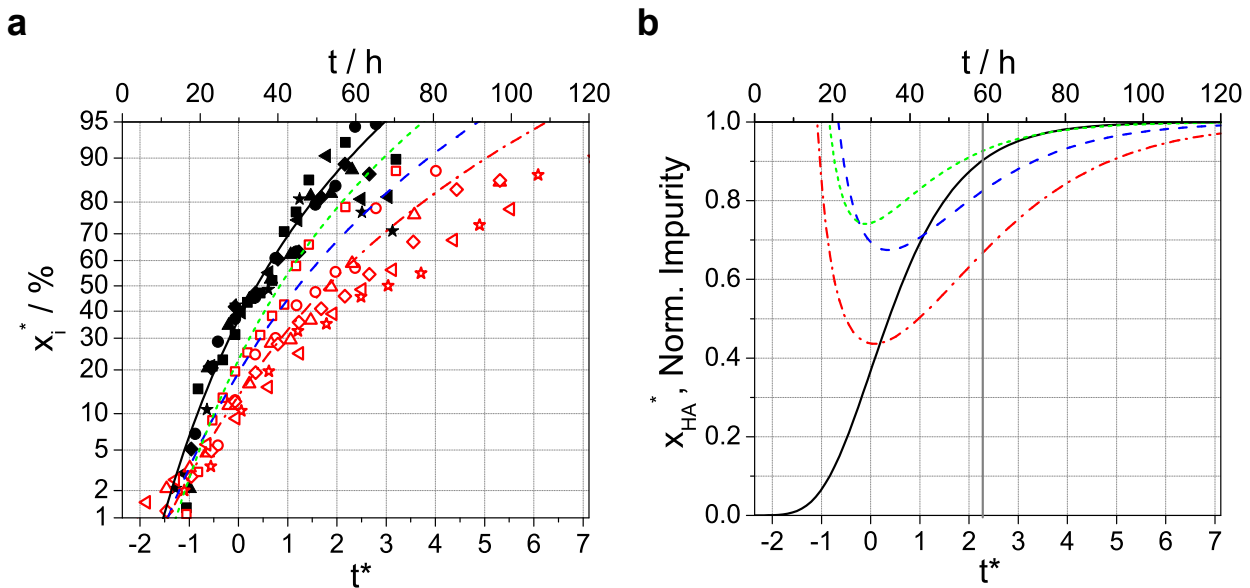 a
t / h
0 20 40 60 80 100 120
95
90
80
70
60
50
40
30
20
10
5
2
1
x_i^* / %
-2 -1 0 1 2 3 4 5 6 7
t*
b
t / h
0 20 40 60 80 100 120
1.0
0.8
0.6
0.4
0.2
0.0
x_HA^*, Norm. Impurity
-2 -1 0 1 2 3 4 5 6 7
t*